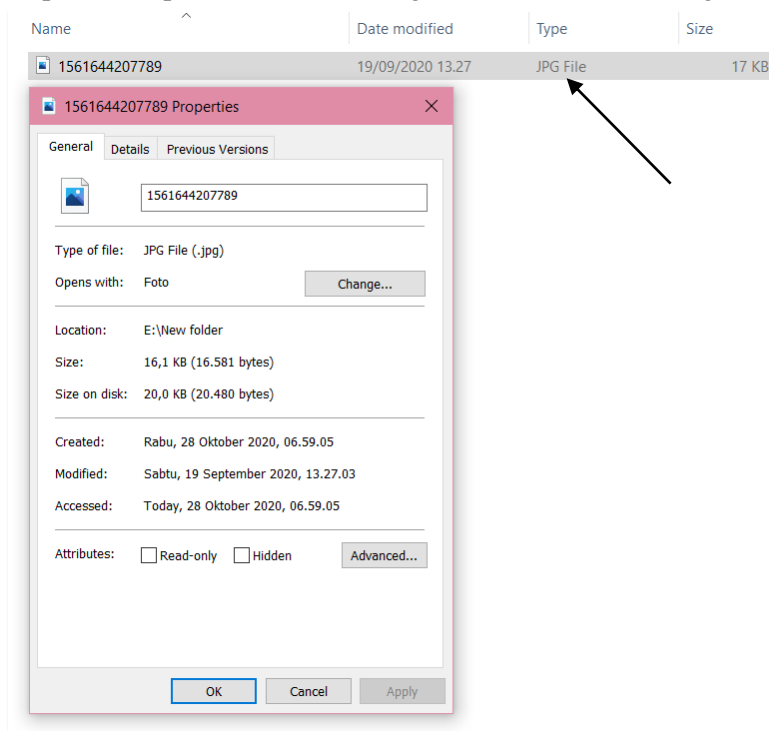 Name Date modified Type Size
1561644207789 19/09/2020 13.27 JPG File 17 KB
1561644207789 Properties
General Details Previous Versions
1561644207789
Type of file: JPG File (.jpg)
Opens with: Foto Change...
Location: E:\New folder
Size: 16,1 KB (16.581 bytes)
Size on disk: 20,0 KB (20.480 bytes)
Created: Rabu, 28 Oktober 2020, 06.59.05
Modified: Sabtu, 19 September 2020, 13.27.03
Accessed: Today, 28 Oktober 2020, 06.59.05
Attributes: Read-only Hidden Advanced...
OK Cancel Apply